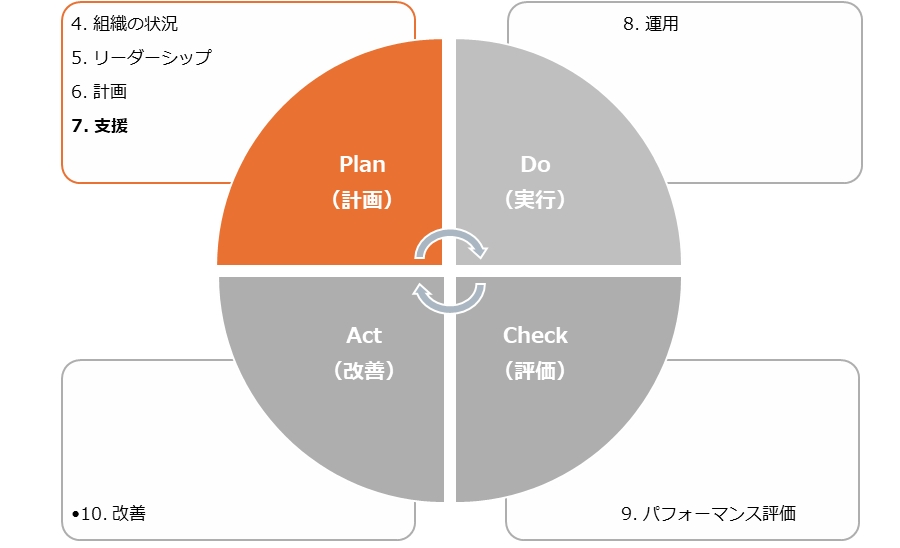 4. 組織の状況
5. リーダーシップ
6. 計画
7. 支援
8. 運用
Plan
（計画）
Do
（実行）
Act
（改善）
Check
（評価）
•10. 改善
9. パフォーマンス評価